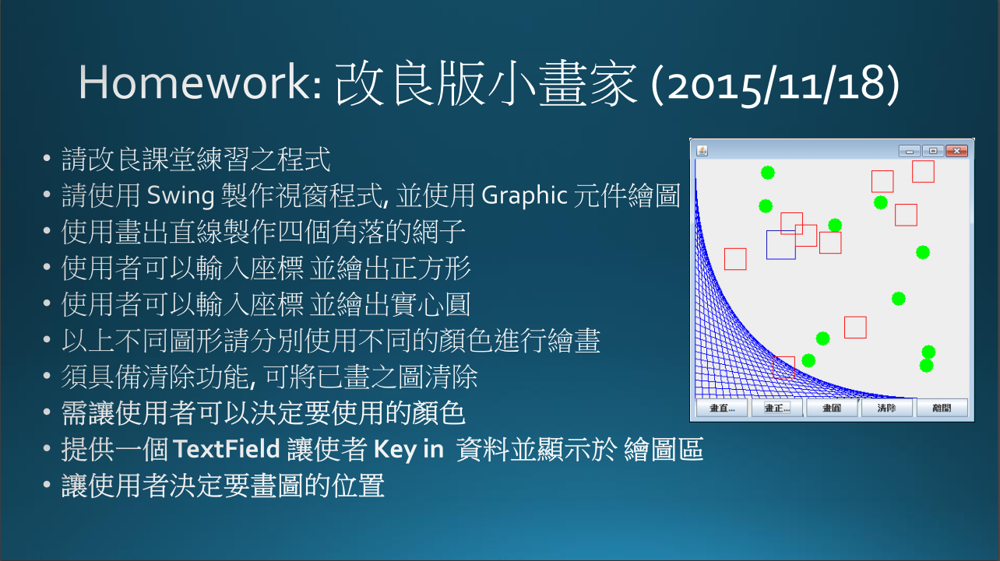 Homework: 改良版小畫家 (2015/11/18)
• 請改良課堂練習之程式
• 請使用 Swing 製作視窗程式, 並使用 Graphic 元件繪圖
• 使用畫出直線製作四個角落的網子
• 使用者可以輸入座標 並繪出正方形
• 使用者可以輸入座標 並繪出實心圓
• 以上不同圖形請分別使用不同的顏色進行繪畫
• 須具備清除功能, 可將已畫之圖清除
• 需讓使用者可以決定要使用的顏色
• 提供一個 TextField 讓使者 Key in 資料並顯示於 繪圖區
• 讓使用者決定要畫圖的位置
畫直... 畫正... 畫圓 清除 離開